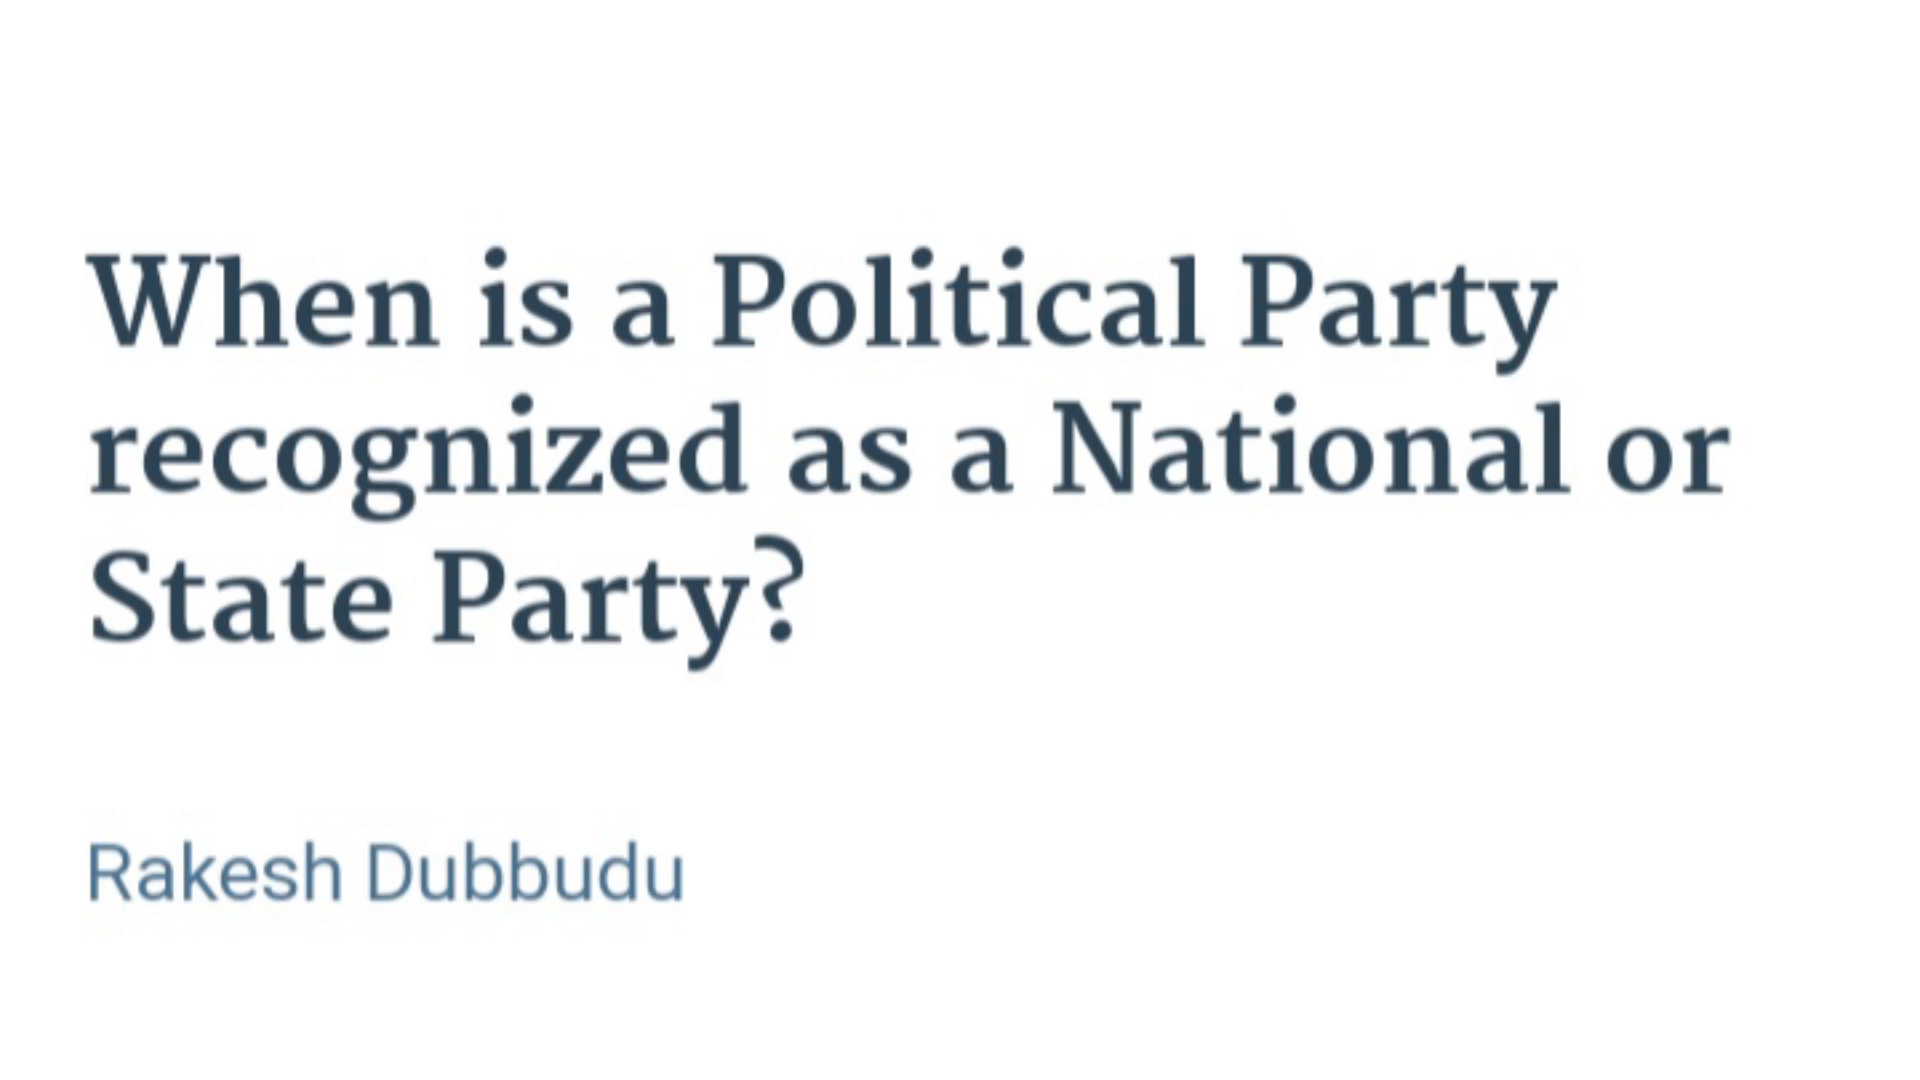 When is a Political Party
recognized as a National or
State Party?
Rakesh Dubbudu